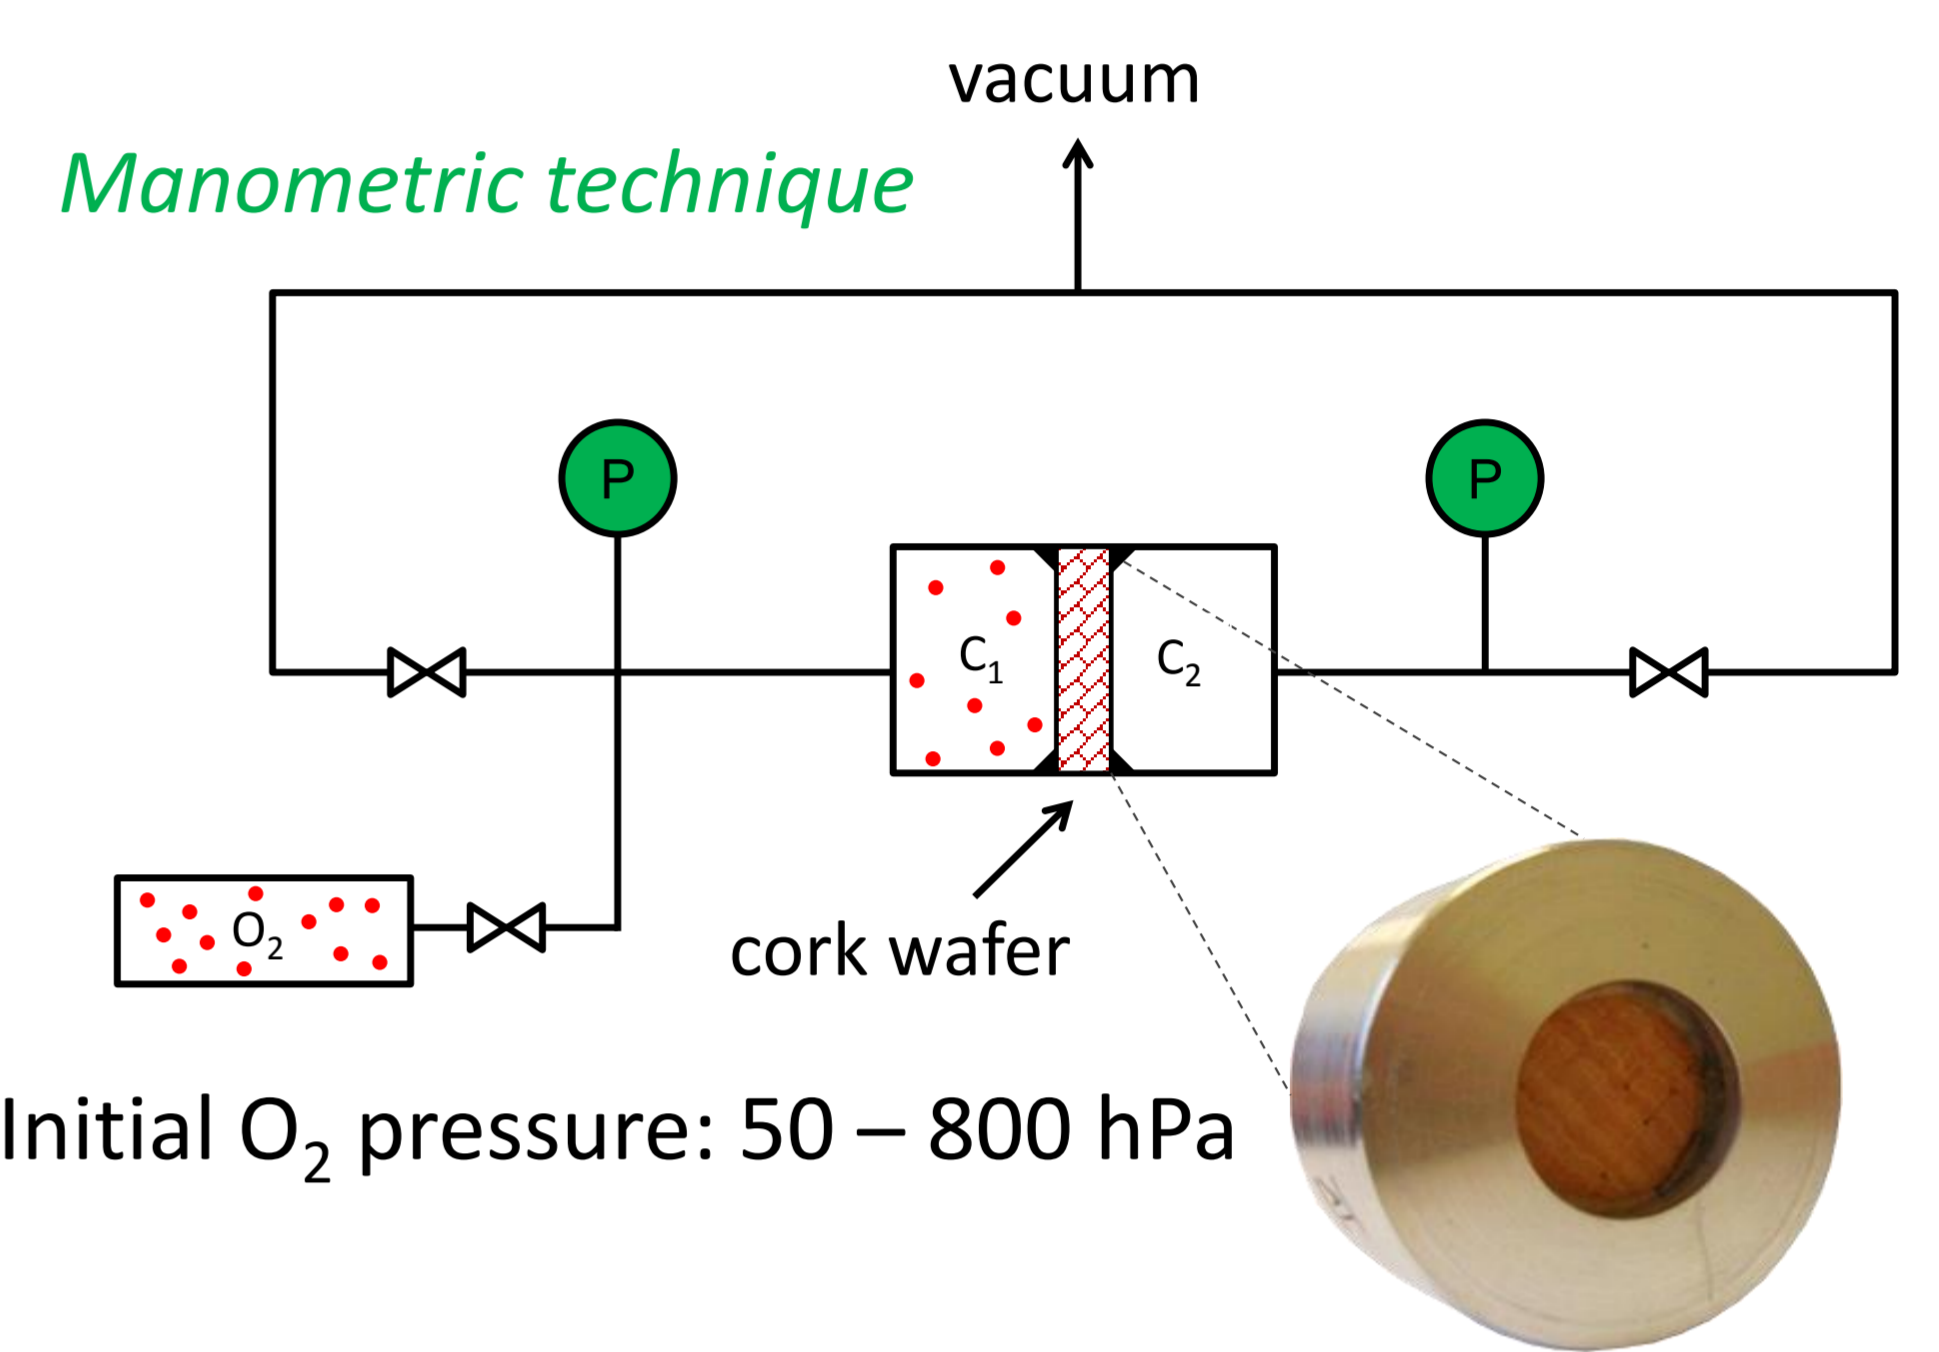 vacuum
Manometric technique
P
P
C₁
C₂
O₂
cork wafer
Initial O₂ pressure: 50 – 800 hPa